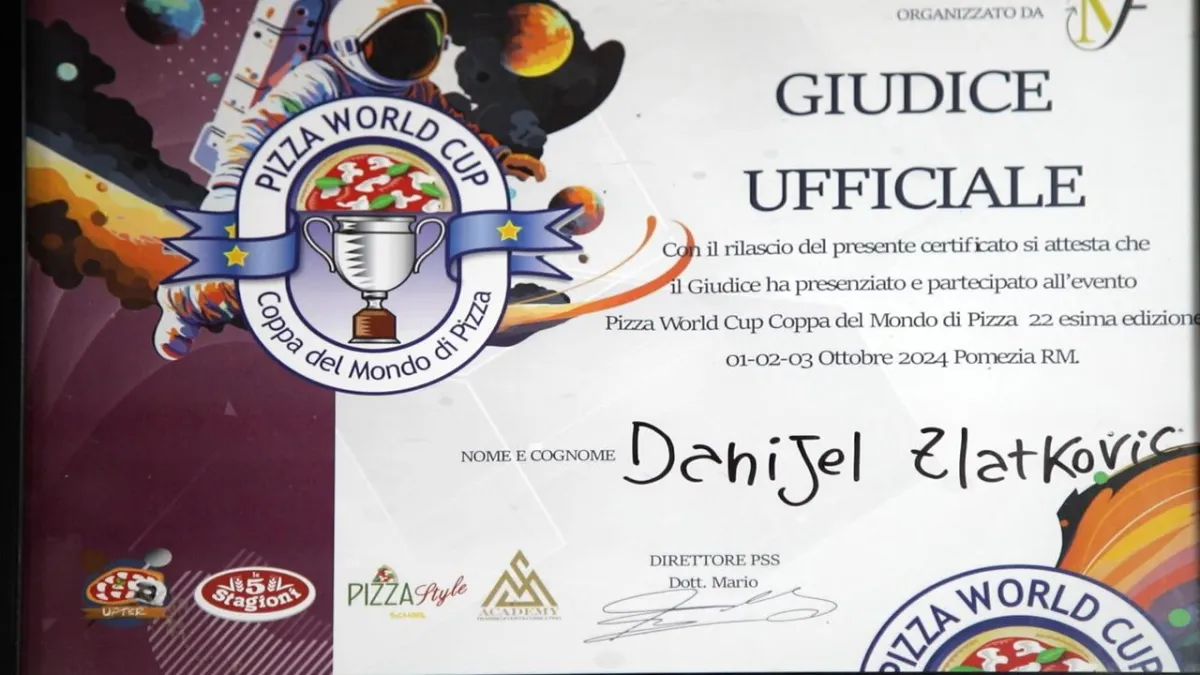 ORGANIZZATO DA
GIUDICE
UFFICIALE
Con il rilascio del presente certificato si attesta che
il Giudice ha presenziato e partecipato all'evento
Pizza World Cup Coppa del Mondo di Pizza 22 esima edizione
01-02-03 Ottobre 2024 Pomezia RM.
PIZZA WORLD CUP
Coppa del Mondo di Pizza
NOME E COGNOME Danijel Zlatkovic
DIRETTORE PSS
Dott. Mario
UPTER
le 5 Stagioni
PIZZA Style
SCHOOL
ACADEMY
PIZZA WORLD CUP